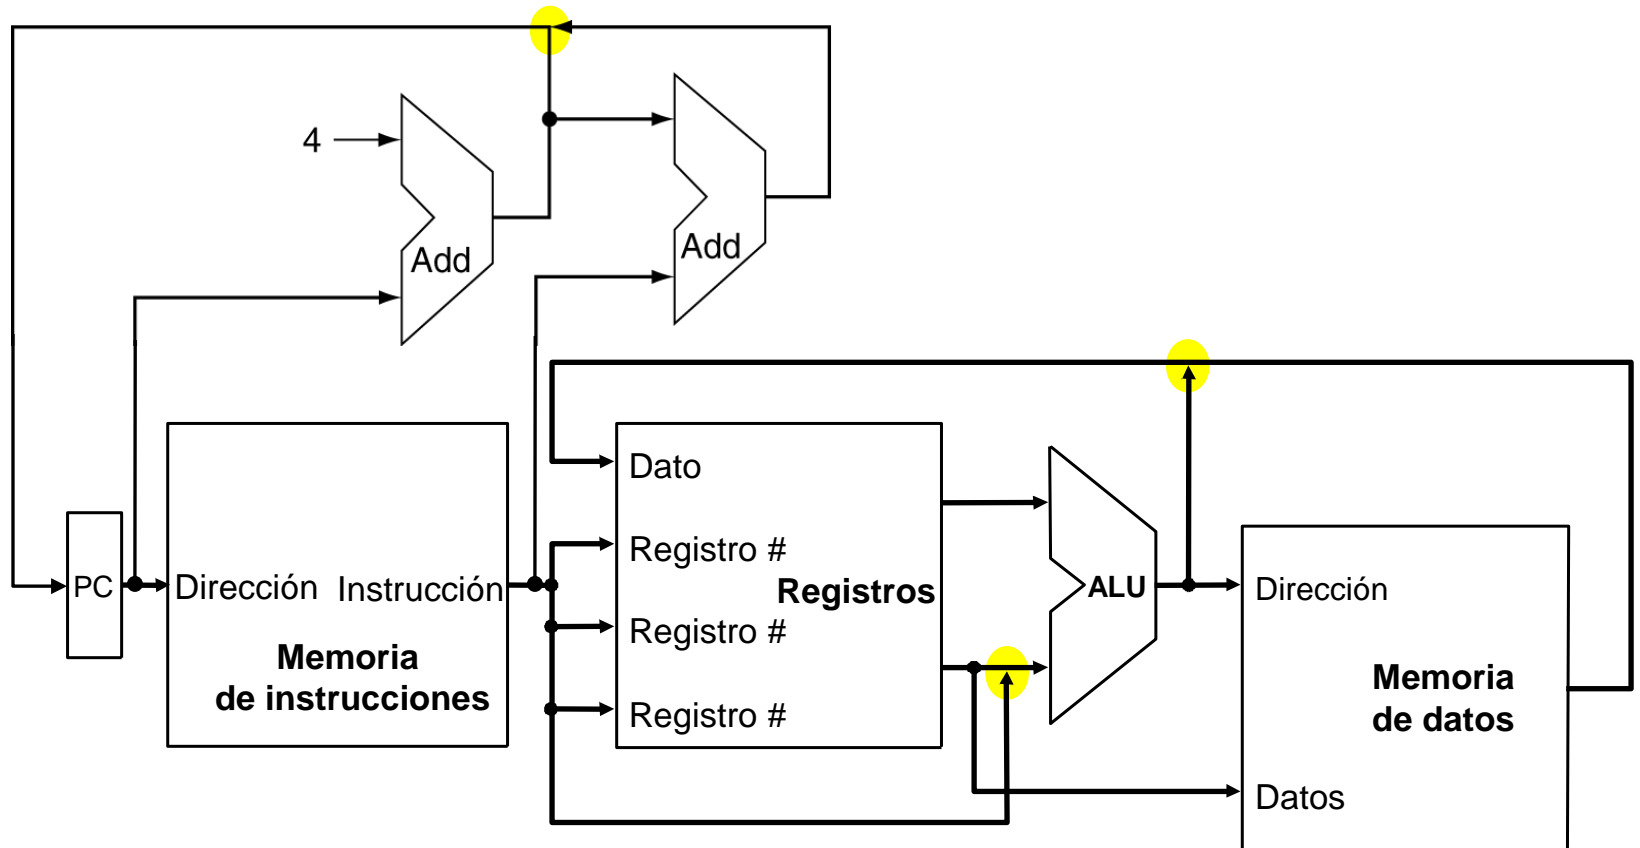 4
Add
Add
PC
Dirección
Instrucción
Memoria
de instrucciones
Dato
Registro #
Registro #
Registro #
Registros
ALU
Dirección
Memoria
de datos
Datos